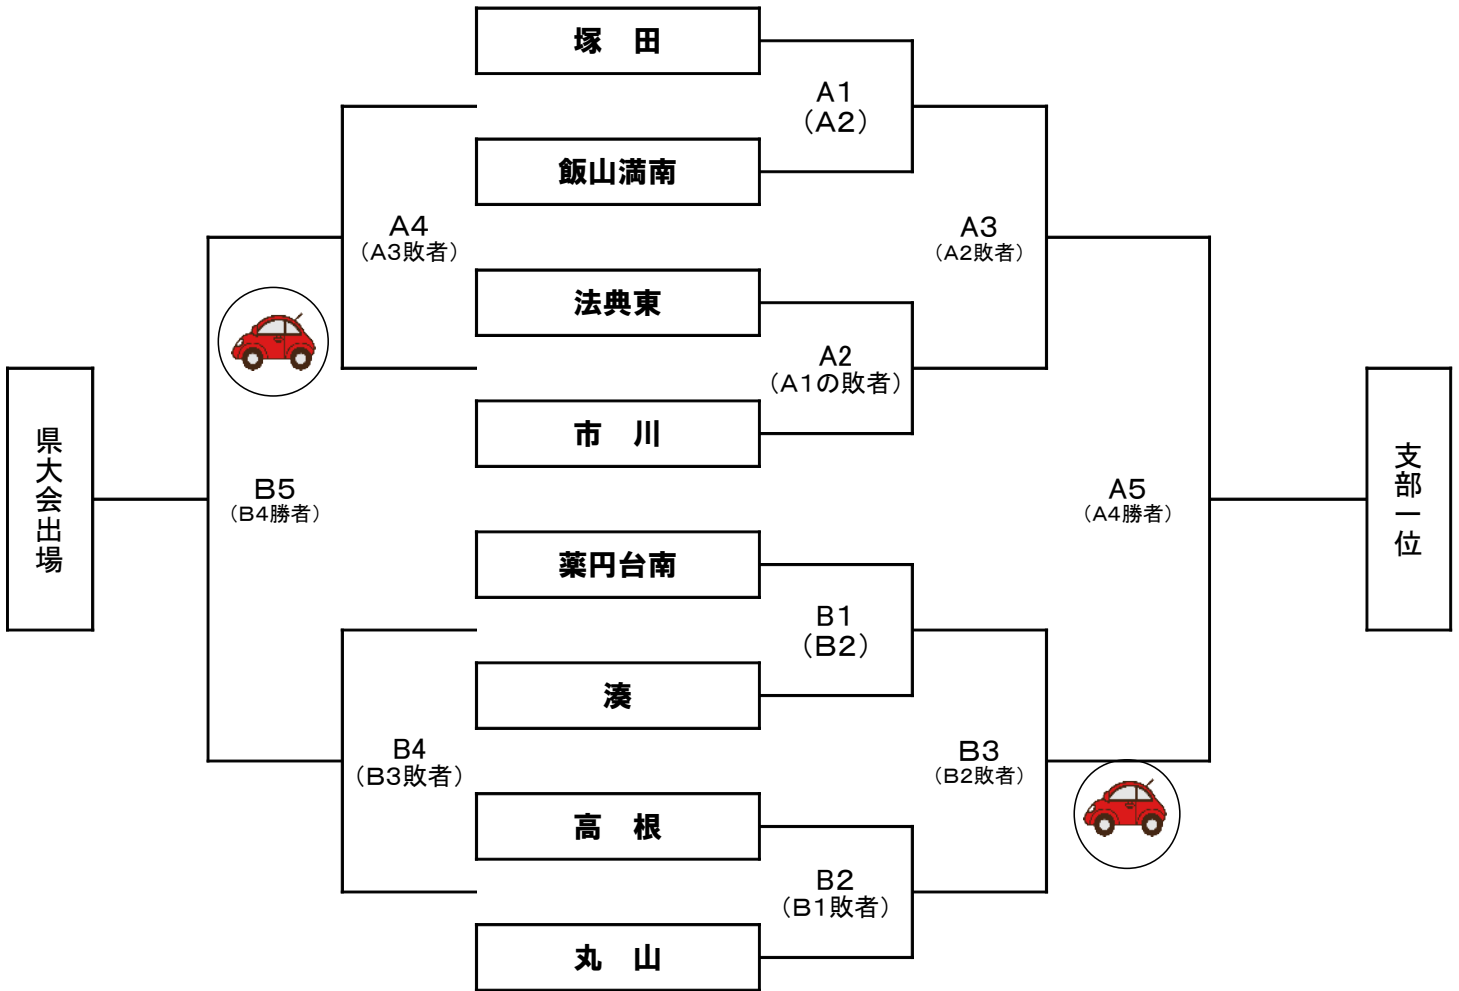 塚　田
A1
（A2）
飯山満南
A4
（A3敗者）
A3
（A2敗者）
法典東
A2
（A1の敗者）
市　川
県大会出場
B5
（B4勝者）
A5
（A4勝者）
支部一位
薬円台南
B1
（B2）
湊
B4
（B3敗者）
B3
（B2敗者）
高　根
B2
（B1敗者）
丸　山